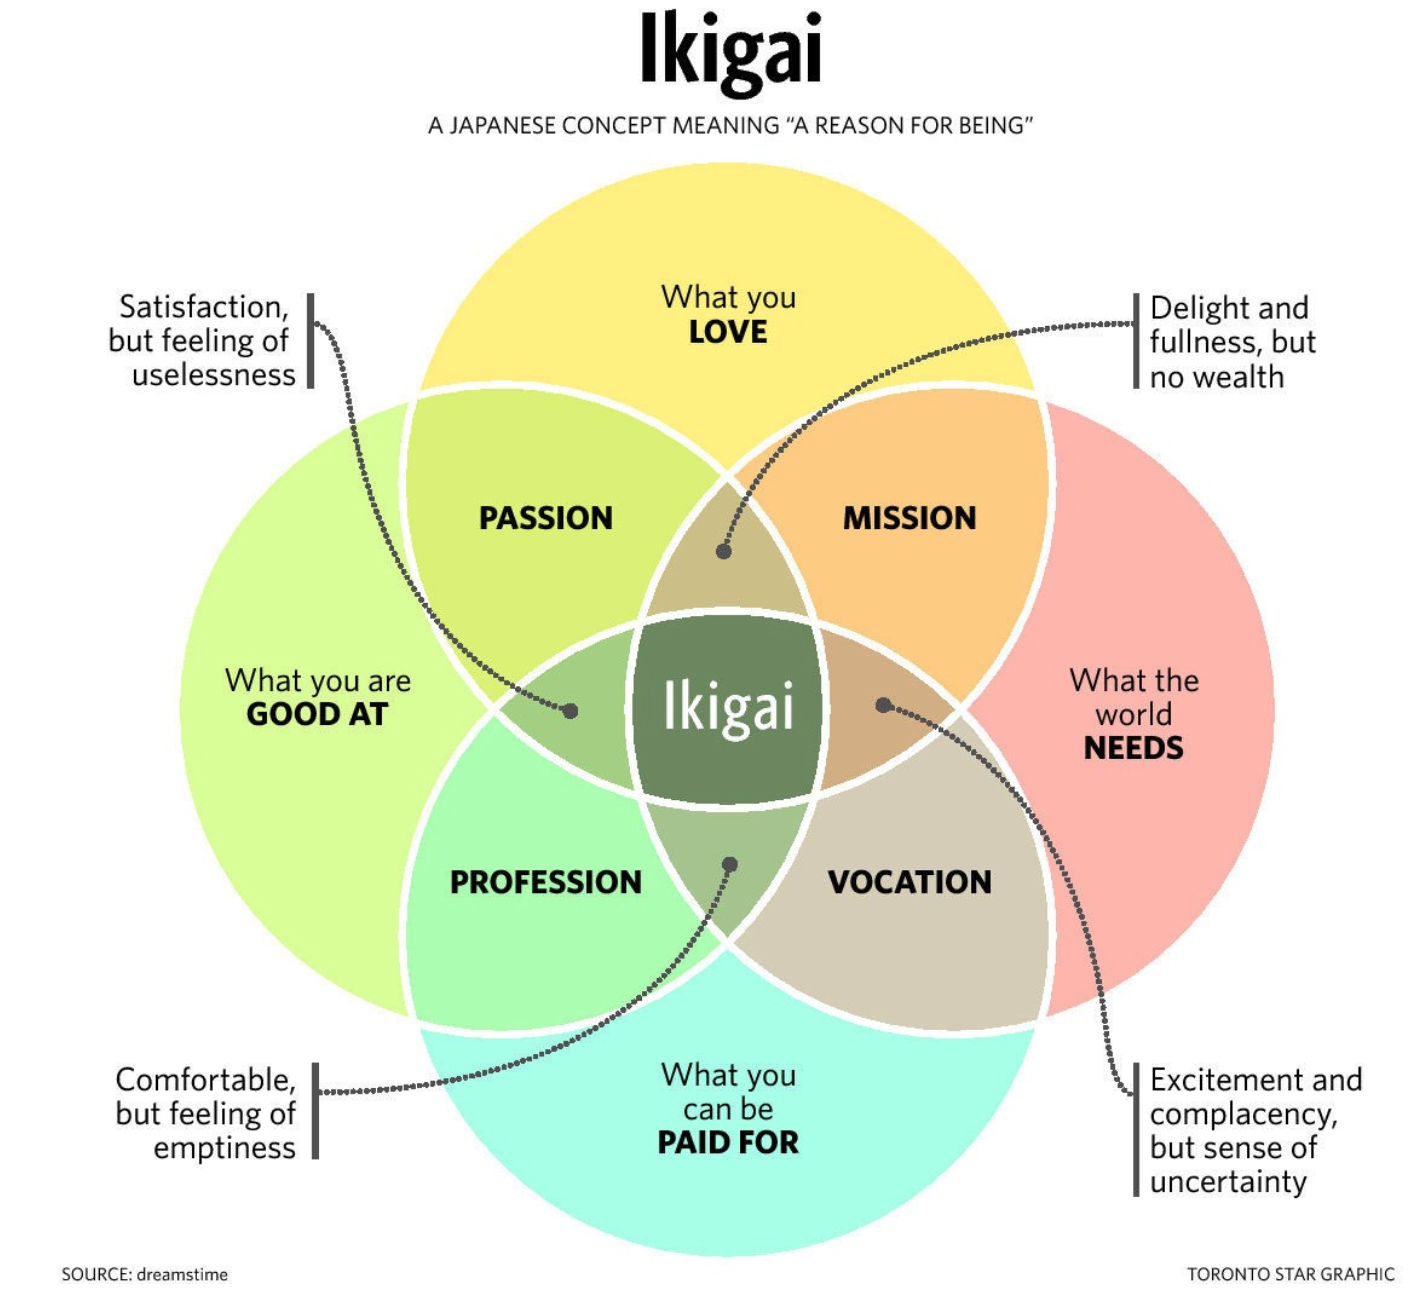 Ikigai
A JAPANESE CONCEPT MEANING “A REASON FOR BEING”
Satisfaction,
but feeling of
uselessness
What you
LOVE
Delight and
fullness, but
no wealth
PASSION
MISSION
What you are
GOOD AT
Ikigai
What the
world
NEEDS
PROFESSION
VOCATION
Comfortable,
but feeling of
emptiness
What you
can be
PAID FOR
Excitement and
complacency,
but sense of
uncertainty
SOURCE: dreamstime
TORONTO STAR GRAPHIC